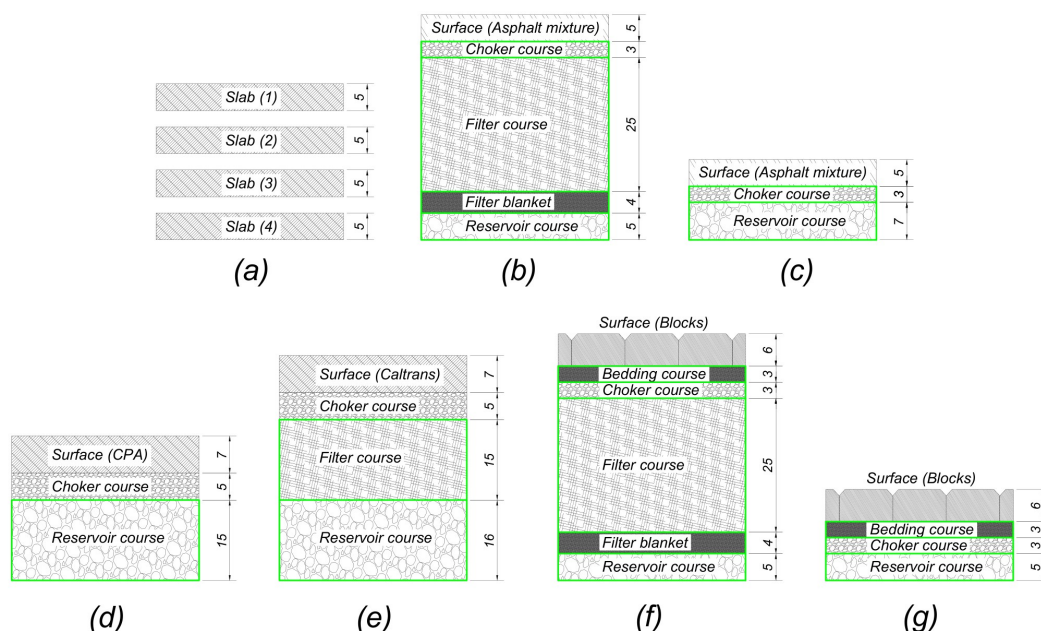 Slab (1)
5
Slab (2)
5
Slab (3)
5
Slab (4)
5
(a)
Surface (Asphalt mixture)
5
Choker course
3
Filter course
25
Filter blanket
4
Reservoir course
5
(b)
Surface (Asphalt mixture)
5
Choker course
3
Reservoir course
7
(c)
Surface (CPA)
7
Choker course
5
Reservoir course
15
(d)
Surface (Caltrans)
7
Choker course
5
Filter course
15
Reservoir course
16
(e)
Surface (Blocks)
6
Bedding course
3
Choker course
3
Filter course
25
Filter blanket
4
Reservoir course
5
(f)
Surface (Blocks)
6
Bedding course
3
Choker course
3
Reservoir course
5
(g)